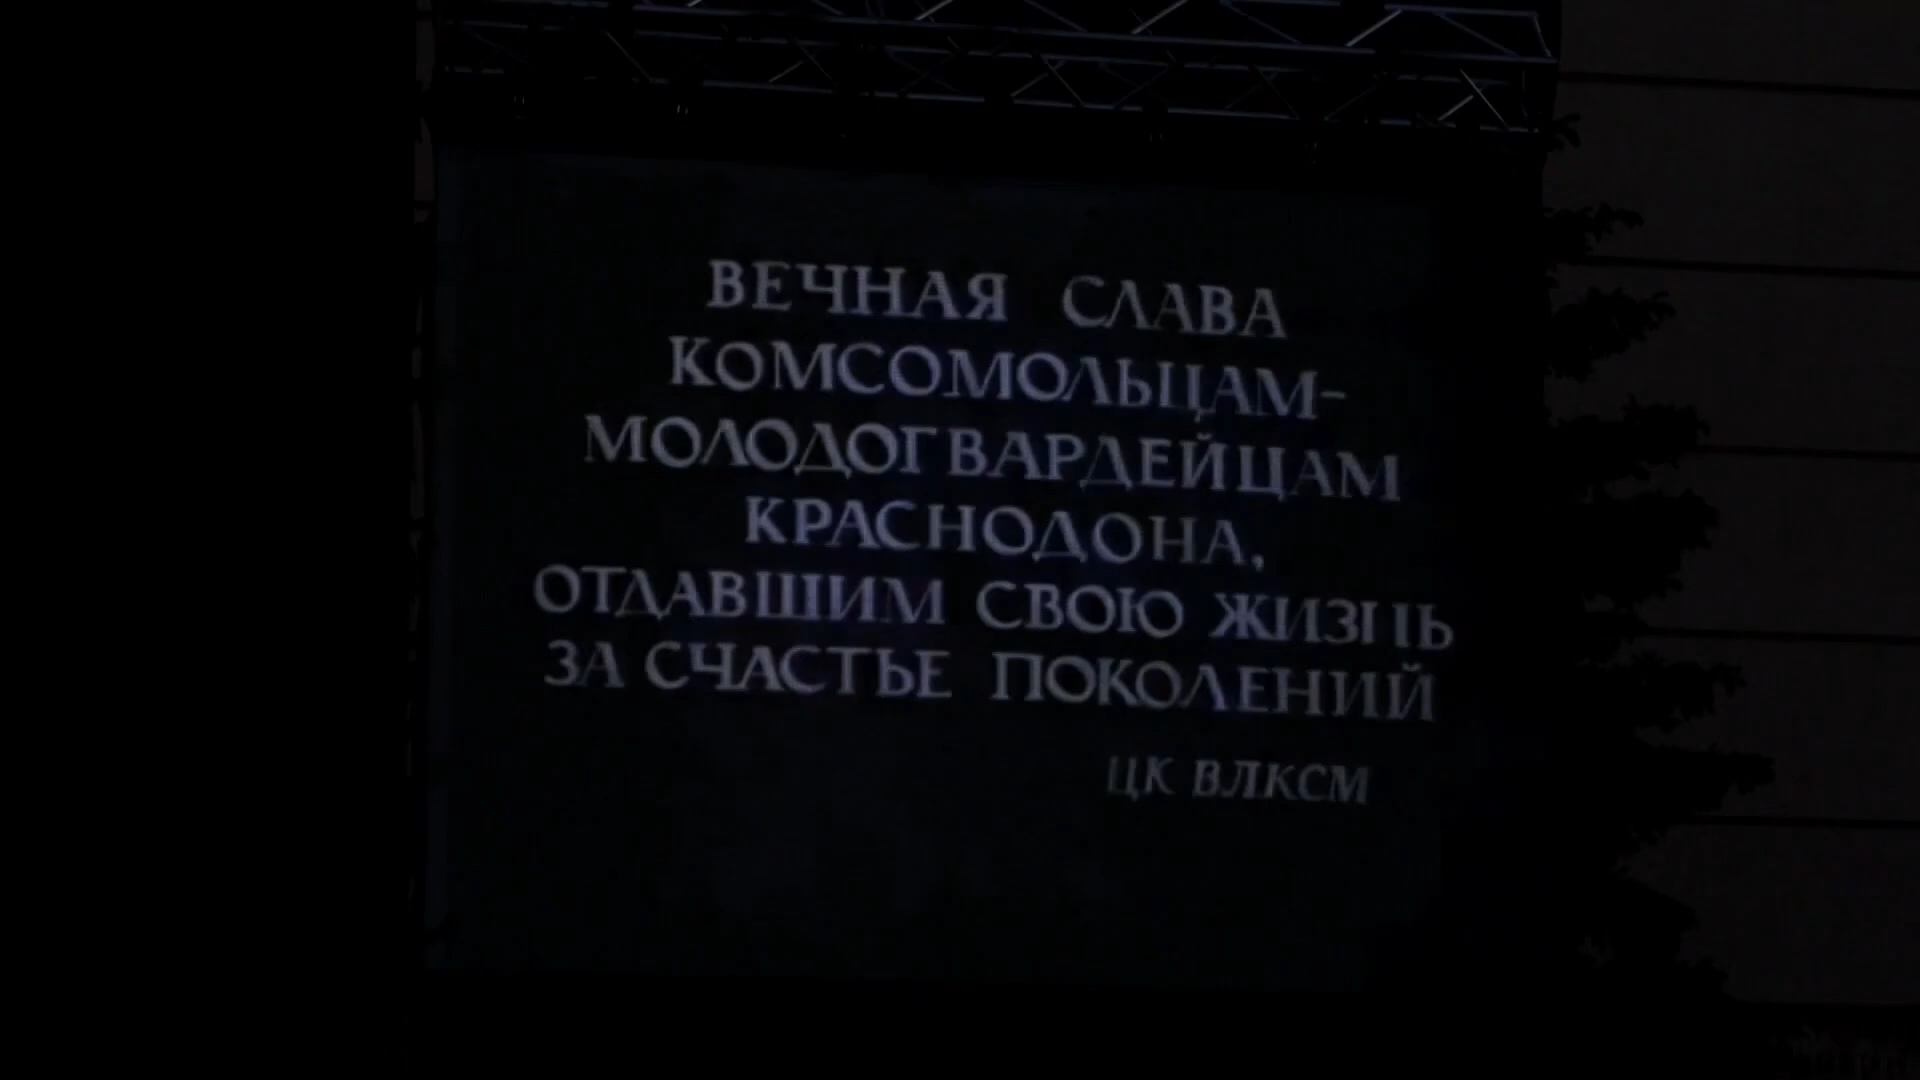 ВЕЧНАЯ СЛАВА
КОМСОМОЛЬЦАМ-
МОЛОДОГВАРДЕЙЦАМ
КРАСНОДОНА,
ОТДАВШИМ СВОЮ ЖИЗНЬ
ЗА СЧАСТЬЕ ПОКОЛЕНИЙ
ЦК ВЛКСМ